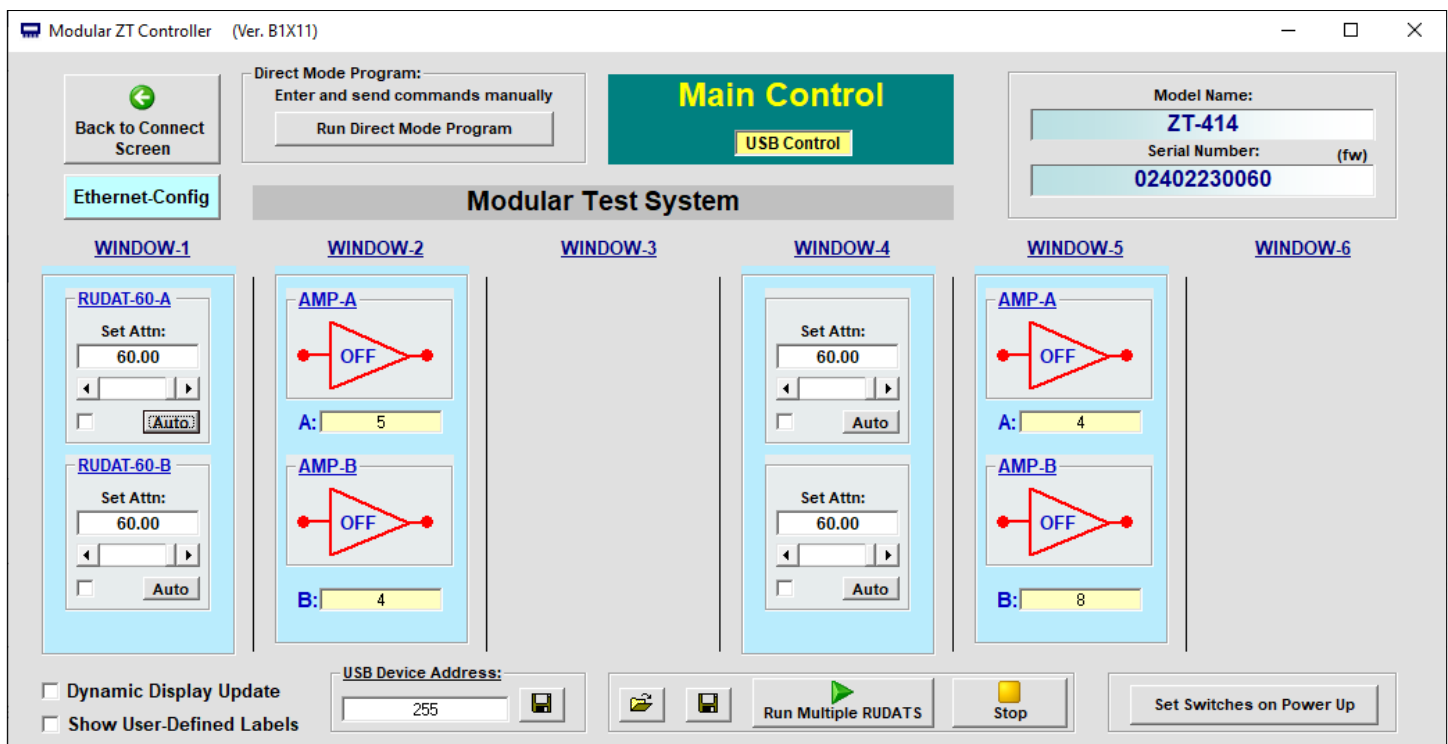 Modular ZT Controller (Ver. B1X11)
Back to Connect
Screen
Direct Mode Program:
Enter and send commands manually
Run Direct Mode Program
Main Control
USB Control
Model Name:
ZT-414
Serial Number: (fw)
02402230060
Ethernet-Config
Modular Test System
WINDOW-1 WINDOW-2 WINDOW-3 WINDOW-4 WINDOW-5 WINDOW-6
RUDAT-60-A
Set Attn:
60.00
Auto
RUDAT-60-B
Set Attn:
60.00
Auto
AMP-A
OFF
A: 5
AMP-B
OFF
B: 4
Set Attn:
60.00
Auto
Set Attn:
60.00
Auto
AMP-A
OFF
A: 4
AMP-B
OFF
B: 8
Dynamic Display Update
Show User-Defined Labels
USB Device Address:
255
Run Multiple RUDATS
Stop
Set Switches on Power Up